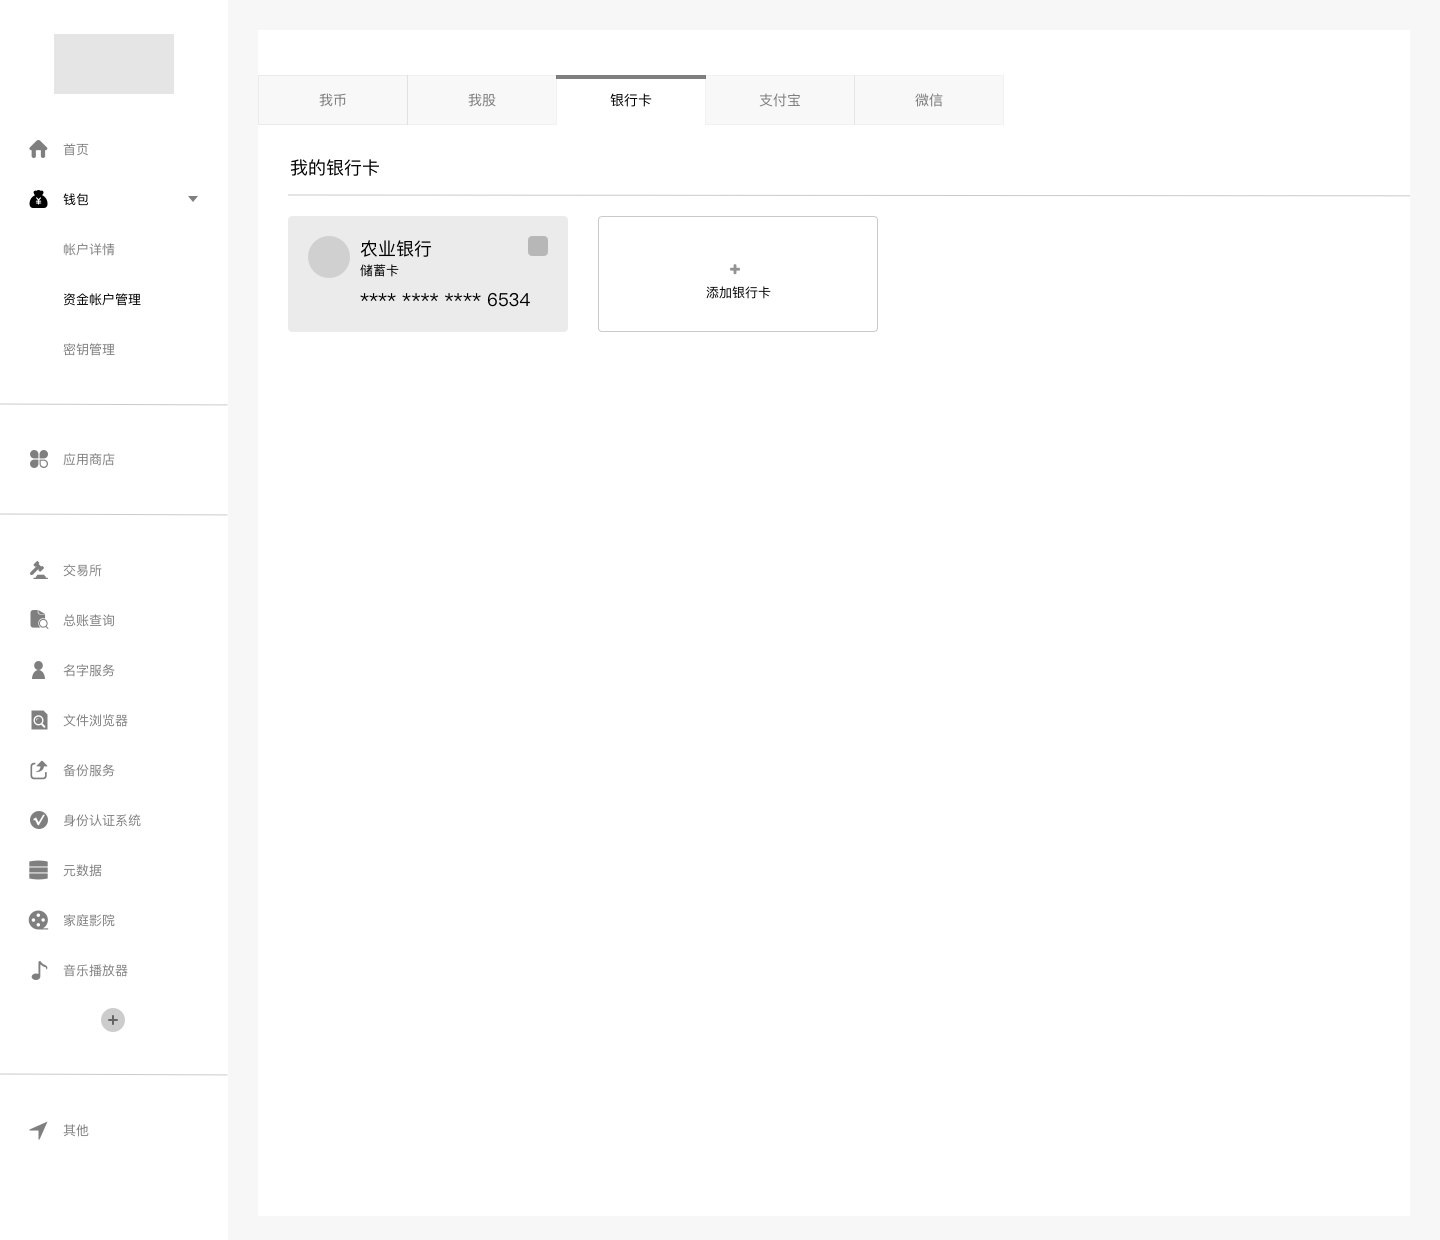 首页
钱包
帐户详情
资金帐户管理
密钥管理
应用商店
交易所
总账查询
名字服务
文件浏览器
备份服务
身份认证系统
元数据
家庭影院
音乐播放器
其他
我币 我股 银行卡 支付宝 微信
我的银行卡
农业银行
储蓄卡
**** **** **** 6534
添加银行卡